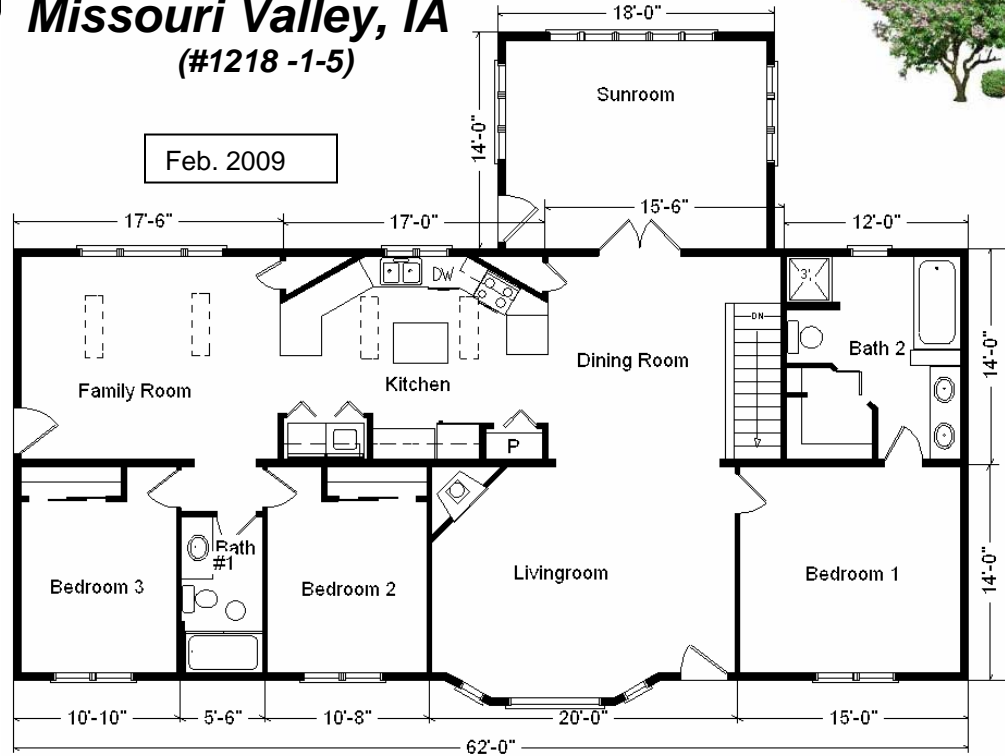 Missouri Valley, IA
(#1218 -1-5)
Feb. 2009
18'-0"
14'-0"
Sunroom
17'-6"
17'-0"
15'-6"
12'-0"
DW
3'
DN
Bath 2
14'-0"
Family Room
Kitchen
Dining Room
P
Bath
#1
Bedroom 3
Bedroom 2
Livingroom
Bedroom 1
14'-0"
10'-10"
5'-6"
10'-8"
20'-0"
15'-0"
62'-0"